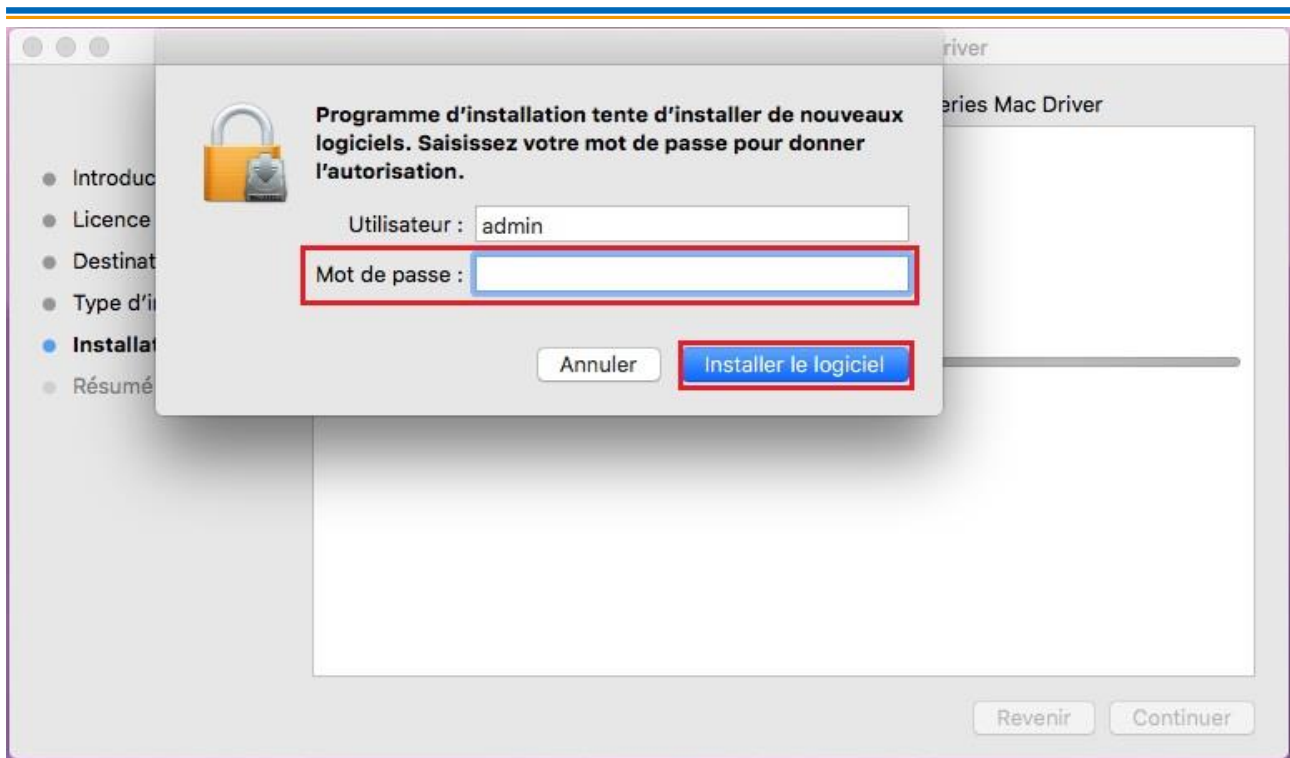 river
eries Mac Driver
Programme d'installation tente d'installer de nouveaux
logiciels. Saisissez votre mot de passe pour donner
l'autorisation.
Utilisateur : admin
Mot de passe :
Annuler Installer le logiciel
Introduc
Licence
Destinat
Type d'i
Installat
Résumé
Revenir Continuer